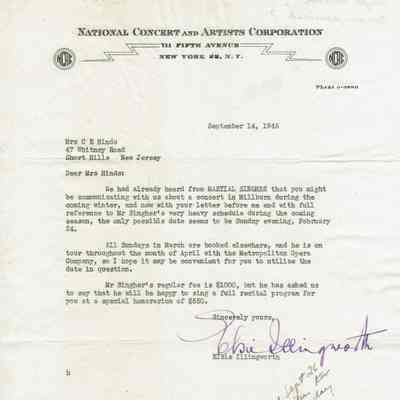 NATIONAL CONCERT AND ARTISTS CORPORATION
711 FIFTH AVENUE
NEW YORK 22, N. Y.
NCAC
NCAC
September 14, 1945
Mrs C E Hinds
47 Whitney Road
Short Hills New Jersey
Dear Mrs Hinds:
We had already heard from MARTIAL SINGHER that you might
be communicating with us about a concert in Millburn during the
coming winter, and now with your letter before me and with full
reference to Mr Singher's very heavy schedule during the coming
season, the only possible date seems to be Sunday evening, February
24.
All Sundays in March are booked elsewhere, and he is on
tour throughout the month of April with the Metropolitan Opera
Company, so I hope it may be convenient for you to utilize the
date in question.
Mr Singher's regular fee is $1000, but he has asked us
to say that he will be happy to sing a full recital program for
you at a special honorarium of $550.
Sincerely yours,
Elsie Illingworth
Elsie Illingworth
h
Sept 26